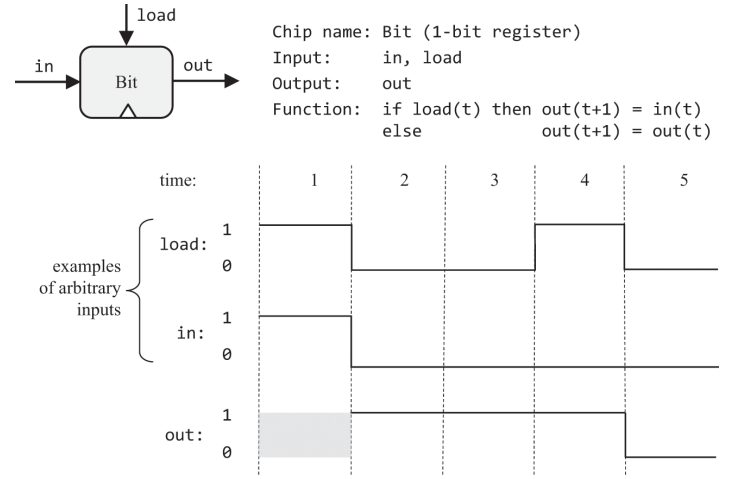 load
in
out
Bit
Chip name: Bit (1-bit register)
Input: in, load
Output: out
Function: if load(t) then out(t+1) = in(t)
else out(t+1) = out(t)
time: 1 2 3 4 5
1
load:
0
examples
of arbitrary
inputs
1
in:
0
1
out:
0